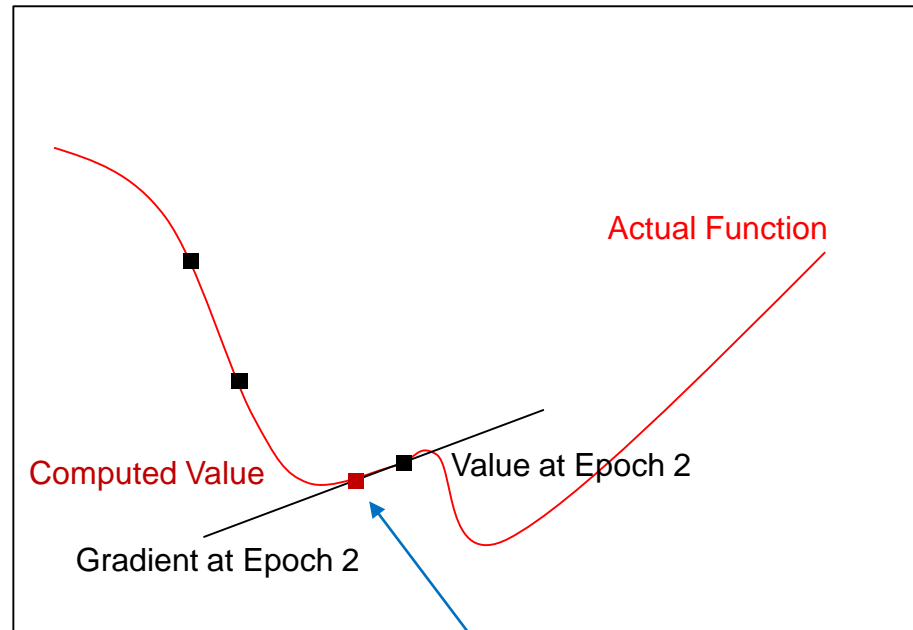 Actual Function
Computed Value
Value at Epoch 2
Gradient at Epoch 2